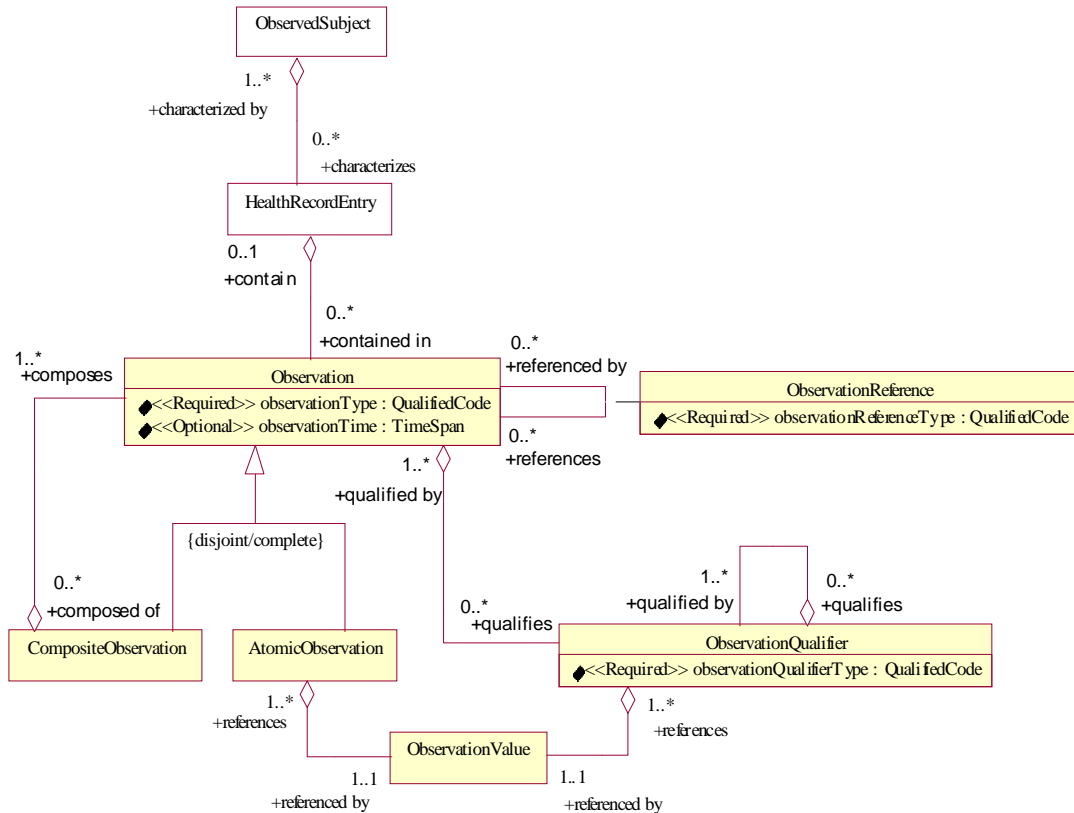 ObservedSubject
1..*
+characterized by
0..*
+characterizes
HealthRecordEntry
0..1
+contain
0..*
+contained in
1..*
+composes
Observation
<<Required>> observationType : QualifiedCode
<<Optional>> observationTime : TimeSpan
0..*
+referenced by
0..*
+references
ObservationReference
<<Required>> observationReferenceType : QualifiedCode
1..*
+qualified by
{disjoint/complete}
0..*
+composed of
CompositeObservation
AtomicObservation
0..*
+qualifies
1..*
+qualified by
0..*
+qualifies
ObservationQualifier
<<Required>> observationQualifierType : QualifiedCode
1..*
+references
1..*
+references
ObservationValue
1..1
+referenced by
1..1
+referenced by